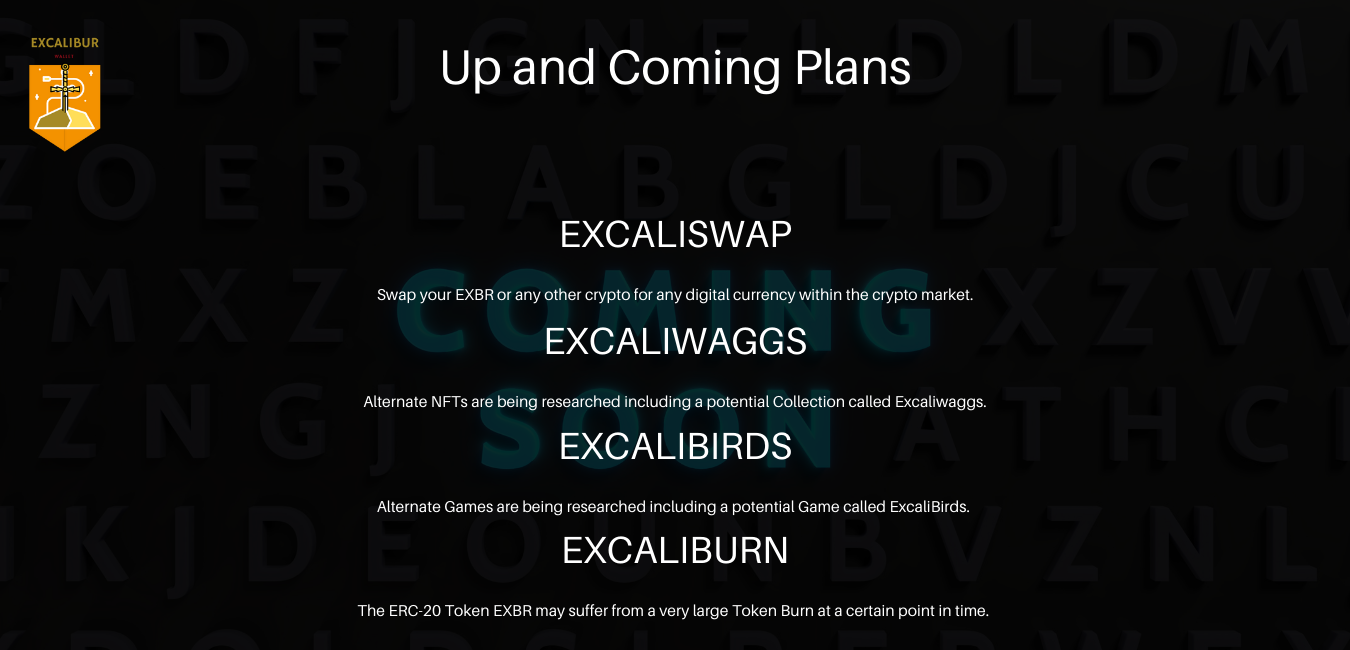 EXCALIBUR
Up and Coming Plans
G L D F J G N E D L D M
Z O E B L A B G L D J C U
EXCALISWAP
M X Z COMING X Z V V
Swap your EXBR or any other crypto for any digital currency within the crypto market.
EXCALIWAGGS
Alternate NFTs are being researched including a potential Collection called Excaliwaggs.
Z N G J SOON A T H C
EXCALIBIRDS
Alternate Games are being researched including a potential Game called ExcaliBirds.
K J D E O U N B V Z N L
EXCALIBURN
The ERC-20 Token EXBR may suffer from a very large Token Burn at a certain point in time.